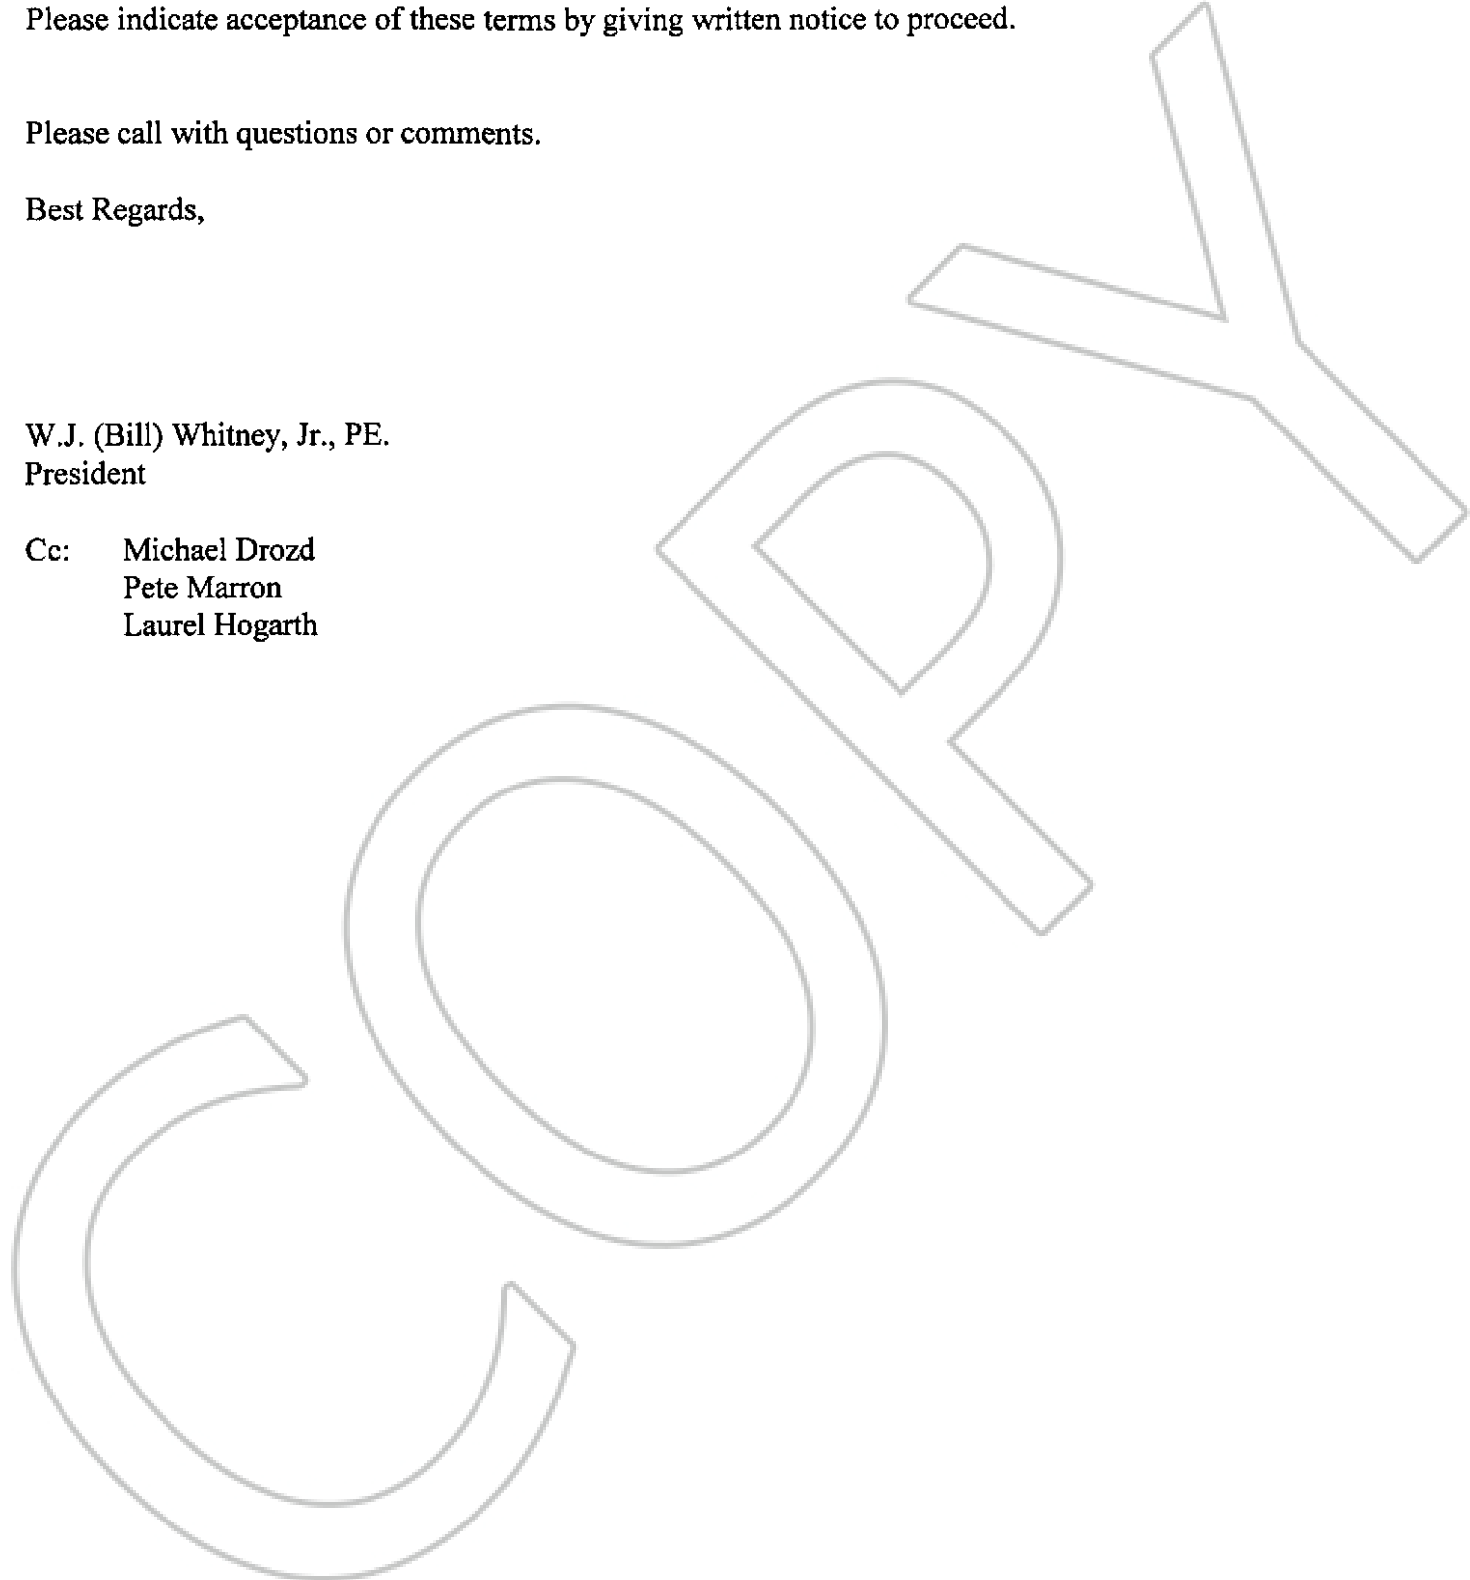 Please indicate acceptance of these terms by giving written notice to proceed.
Please call with questions or comments.
Best Regards,
W.J. (Bill) Whitney, Jr., PE.
President
Cc: Michael Drozd
Pete Marron
Laurel Hogarth
COPY